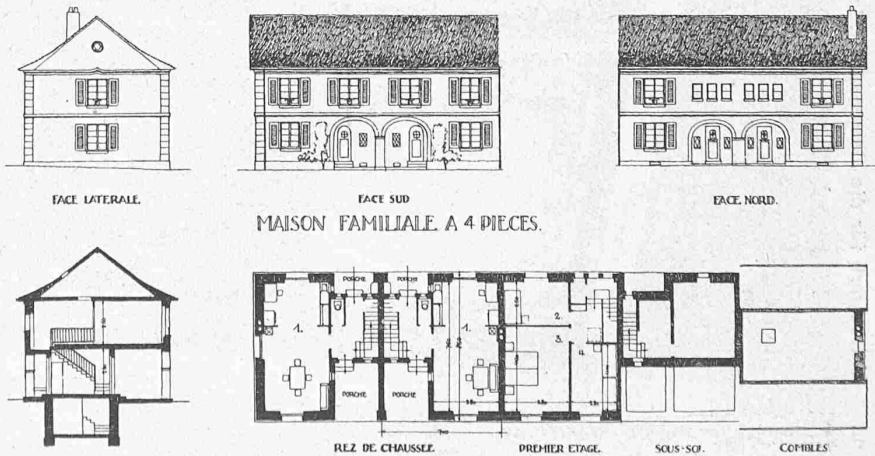 FACE LATERALE.
FACE SUD
FACE NORD.
MAISON FAMILIALE A 4 PIECES.
PORCHE
PORCHE
1.
1.
2.
3.
4.
PORCHE
PORCHE
REZ DE CHAUSSEE
PREMIER ETAGE.
SOUS-SOL.
COMBLES